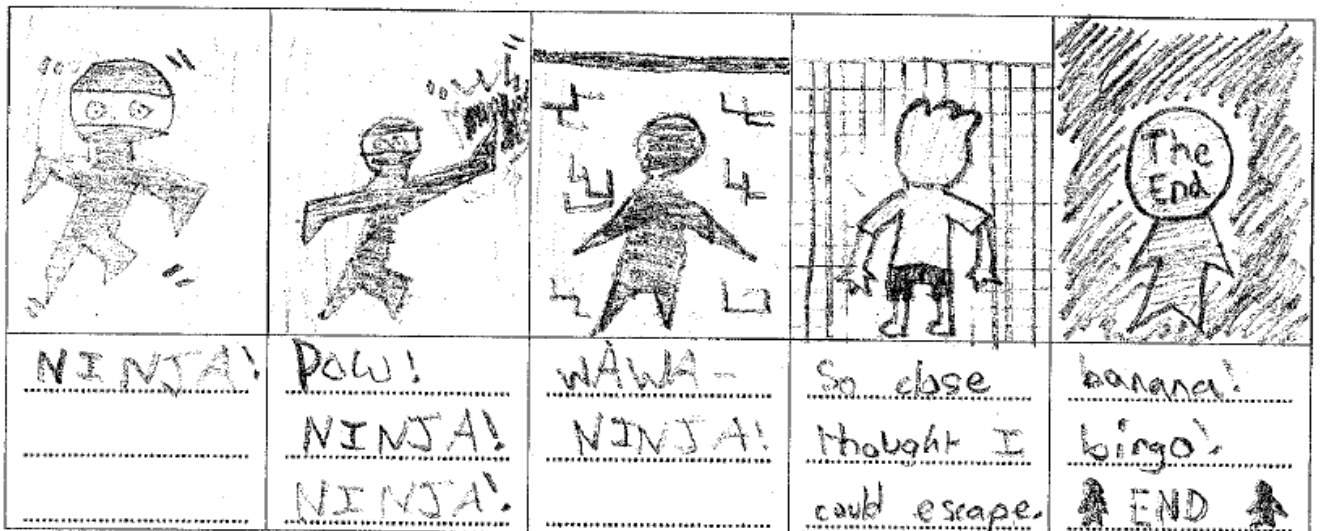 NINJA!
POW!
NINJA!
NINJA!
WAWA-
NINJA!
So close
thought I
could escape.
The
End
banana!
bingo!
END